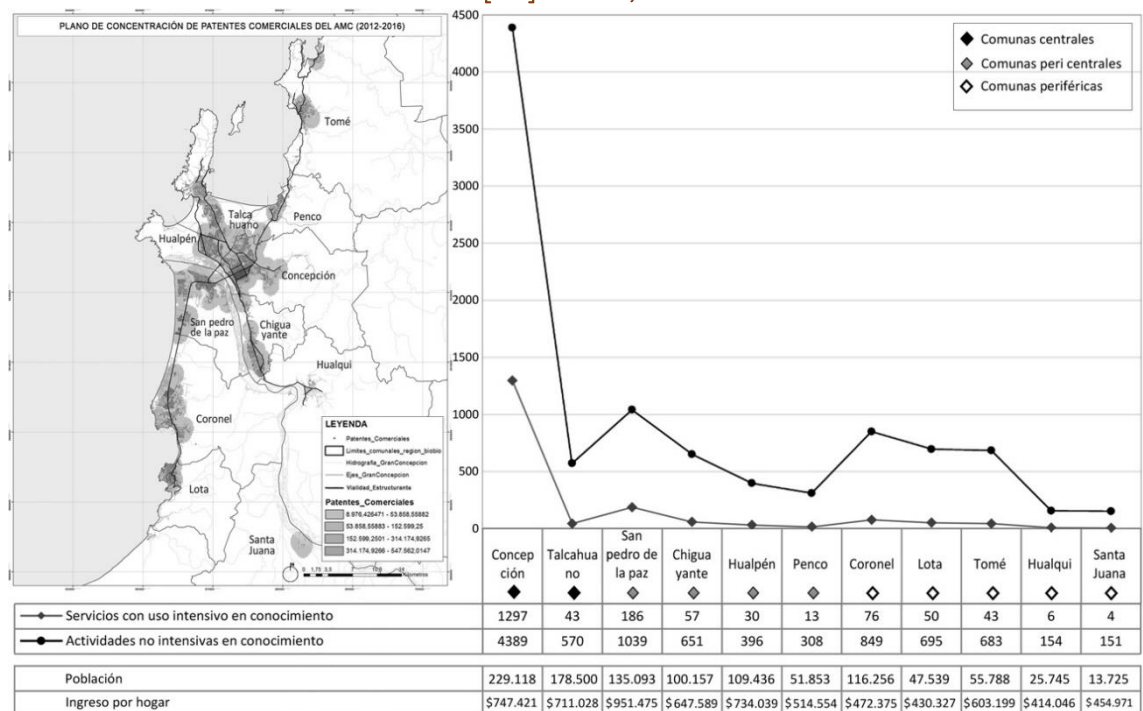 PLANO DE CONCENTRACIÓN DE PATENTES COMERCIALES DEL AMC (2012-2016)
Tomé
Talca
huano
Penco
Hualpén
Concepción
San pedro
de la paz
Chigua
yante
Hualqui
Coronel
Lota
Santa
Juana
LEYENDA
Patentes_Comerciales
Limites_comunales_region_biobio
Hidrografia_GranConcepcion
Ejes_GranConcepcion
Vialidad_Estructurante
Patentes_Comerciales
8.976,426471 - 53.858,55882
53.858,55883 - 152.599,25
152.599,2501 - 314.174,9265
314.174,9266 - 547.562,0147
4500
4000
3500
3000
2500
2000
1500
1000
500
0
Comunas centrales
Comunas peri centrales
Comunas periféricas
Concep
ción
Talcahua
no
San
pedro de
la paz
Chigua
yante
Hualpén
Penco
Coronel
Lota
Tomé
Hualqui
Santa
Juana
Servicios con uso intensivo en conocimiento 1297 43 186 57 30 13 76 50 43 6 4
Actividades no intensivas en conocimiento 4389 570 1039 651 396 308 849 695 683 154 151
Población 229.118 178.500 135.093 100.157 109.436 51.853 116.256 47.539 55.788 25.745 13.725
Ingreso por hogar $747.421 $711.028 $951.475 $647.589 $734.039 $514.554 $472.375 $430.327 $603.199 $414.046 $454.971